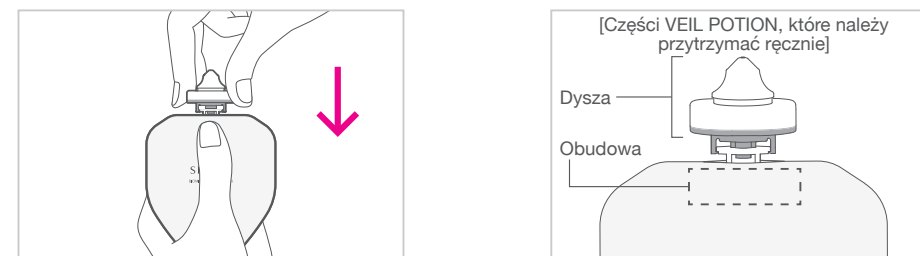 [Części VEIL POTION, które należy
przytrzymać ręcznie]
Dysza
Obudowa